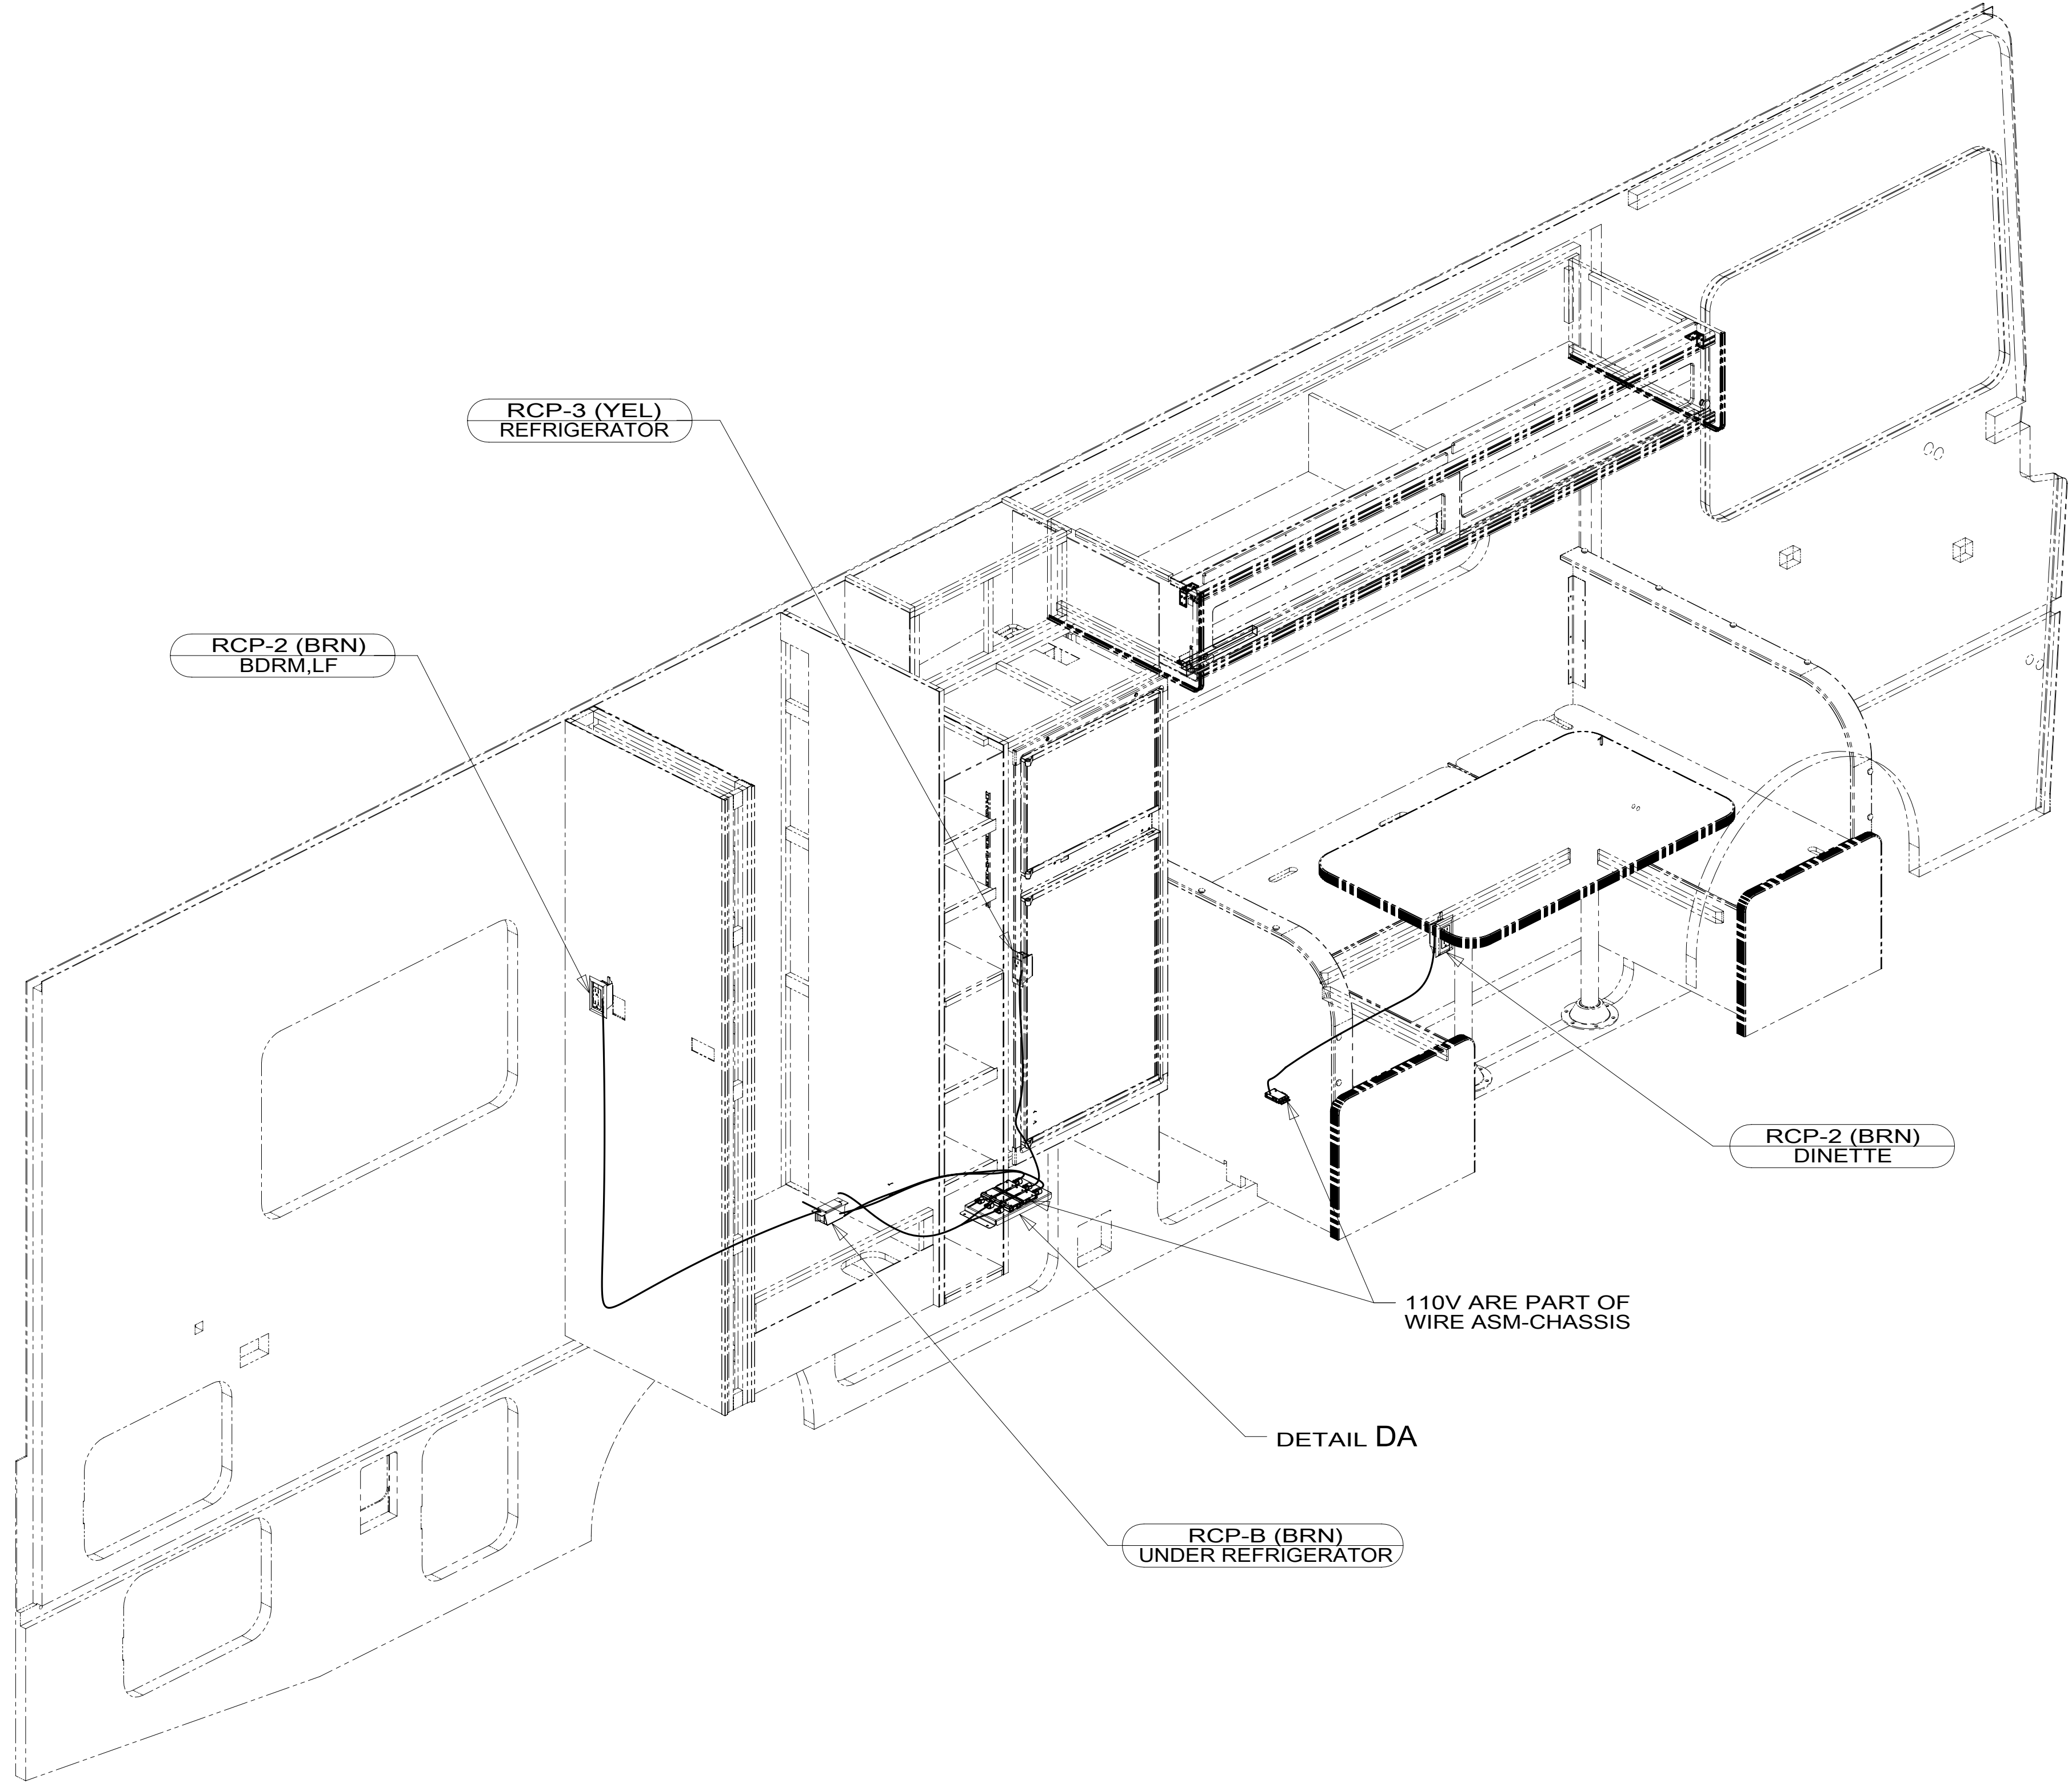 RCP-3 (YEL)
REFRIGERATOR
RCP-2 (BRN)
BDRM,LF
RCP-2 (BRN)
DINETTE
110V ARE PART OF
WIRE ASM-CHASSIS
DETAIL DA
RCP-B (BRN)
UNDER REFRIGERATOR